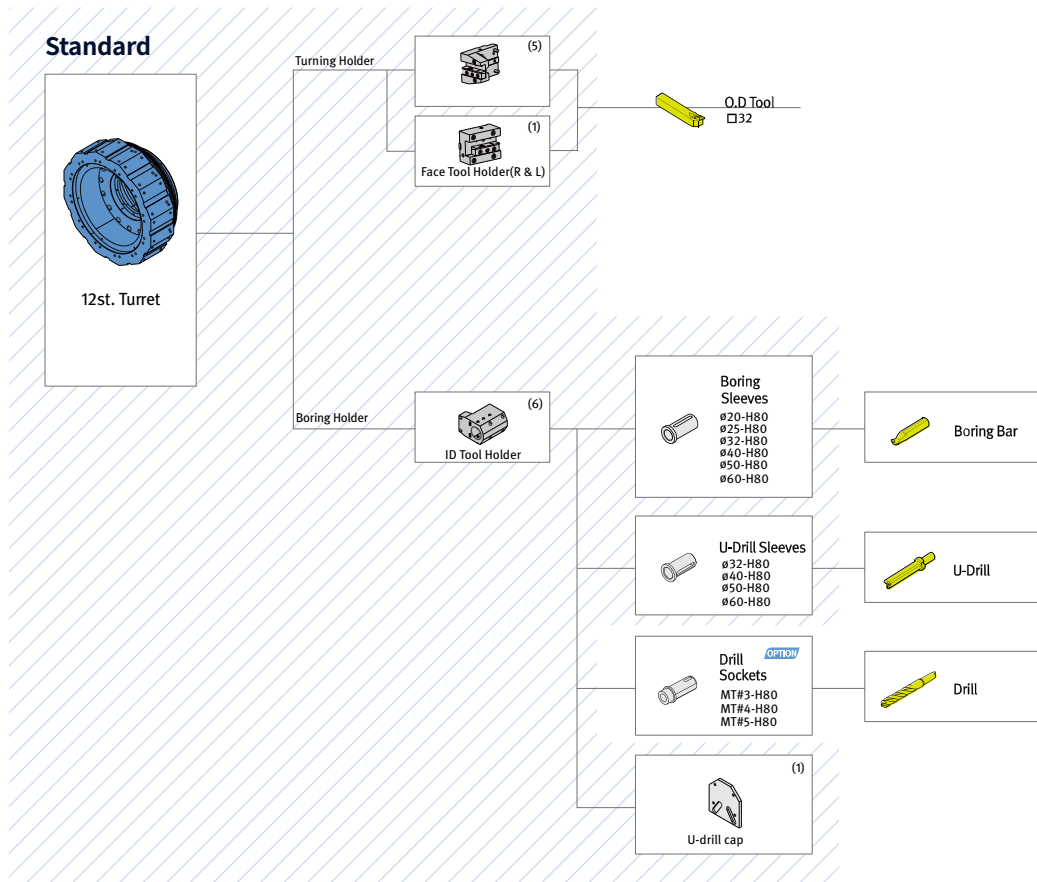 Standard
12st. Turret
Turning Holder
(5)
(1)
Face Tool Holder(R & L)
O.D Tool
□32
Boring Holder
(6)
ID Tool Holder
Boring
Sleeves
ø20-H80
ø25-H80
ø32-H80
ø40-H80
ø50-H80
ø60-H80
Boring Bar
U-Drill Sleeves
ø32-H80
ø40-H80
ø50-H80
ø60-H80
U-Drill
OPTION
Drill
Sockets
MT#3-H80
MT#4-H80
MT#5-H80
Drill
(1)
U-drill cap